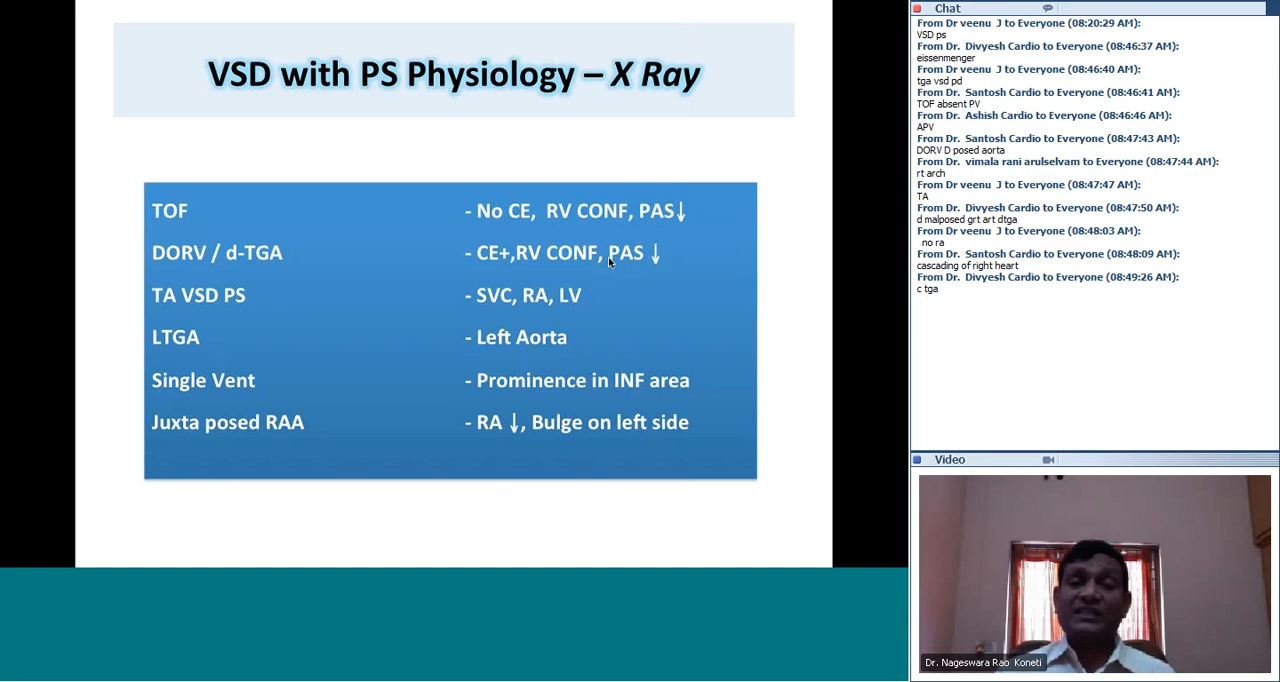 VSD with PS Physiology – X Ray
TOF - No CE, RV CONF, PAS↓
DORV / d-TGA - CE+,RV CONF, PAS ↓
TA VSD PS - SVC, RA, LV
LTGA - Left Aorta
Single Vent - Prominence in INF area
Juxta posed RAA - RA ↓, Bulge on left side
Chat
From Dr veenu J to Everyone (08:20:29 AM):
VSD ps
From Dr. Divyesh Cardio to Everyone (08:46:37 AM):
eissenmenger
From Dr veenu J to Everyone (08:46:40 AM):
tga vsd pd
From Dr. Santosh Cardio to Everyone (08:46:41 AM):
TOF absent PV
From Dr. Ashish Cardio to Everyone (08:46:46 AM):
APV
From Dr. Santosh Cardio to Everyone (08:47:43 AM):
DORV D posed aorta
From Dr. vimala rani arulselvam to Everyone (08:47:44 AM):
rt arch
From Dr veenu J to Everyone (08:47:47 AM):
TA
From Dr. Divyesh Cardio to Everyone (08:47:50 AM):
d malposed grt art dtga
From Dr veenu J to Everyone (08:48:03 AM):
no ra
From Dr. Santosh Cardio to Everyone (08:48:09 AM):
cascading of right heart
From Dr. Divyesh Cardio to Everyone (08:49:26 AM):
c tga
Video
Dr. Nageswara Rao Koneti